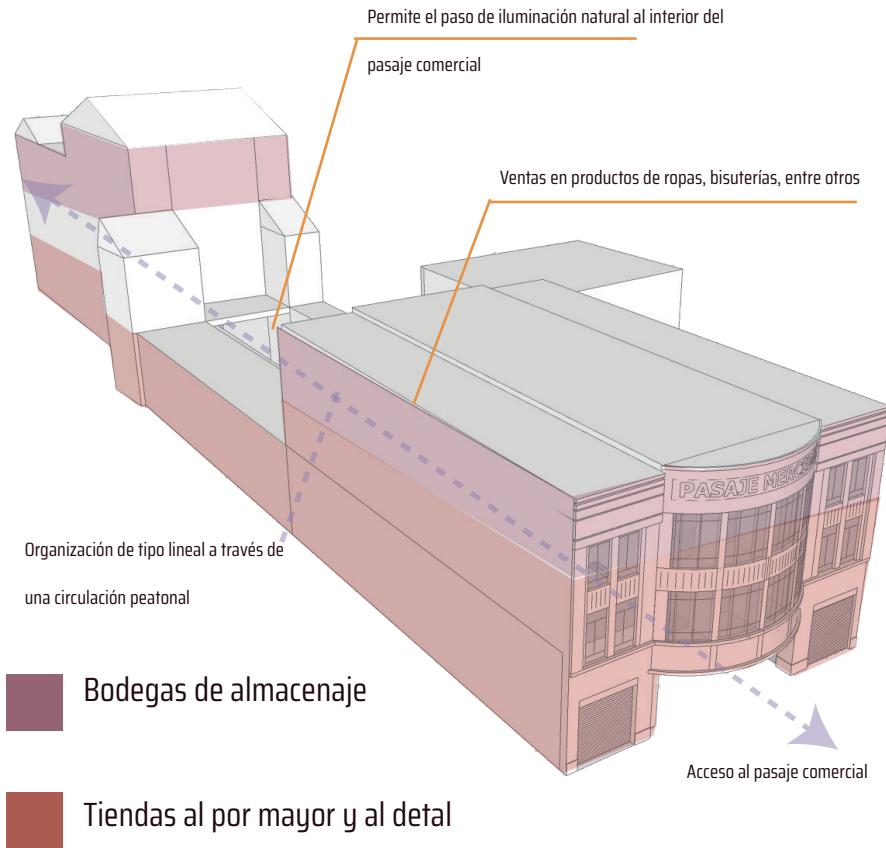 Permite el paso de iluminación natural al interior del
pasaje comercial
Ventas en productos de ropas, bisuterías, entre otros
PASAJE
Organización de tipo lineal a través de
una circulación peatonal
Bodegas de almacenaje
Acceso al pasaje comercial
Tiendas al por mayor y al detal